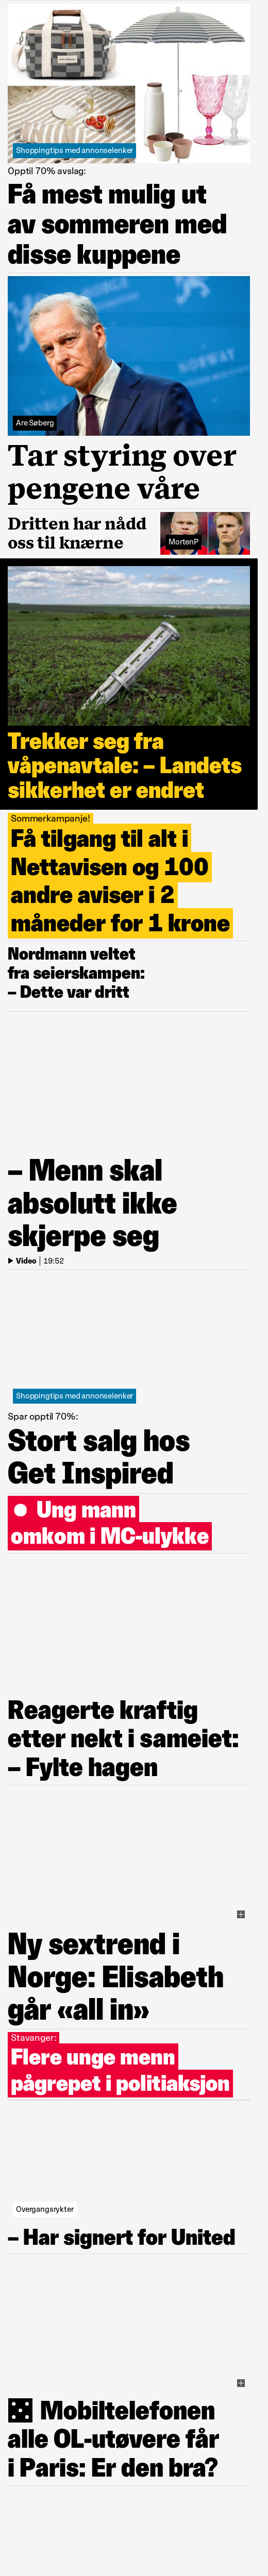 Shoppingtips med annonselenker
Opptil 70% avslag:
Få mest mulig ut
av sommeren med
disse kuppene
NORWAY
Are Søberg
Tar styring over
pengene våre
Dritten har nådd
oss til knærne
MortenP
Trekker seg fra
våpenavtale: – Landets
sikkerhet er endret
Sommerkampanje!
Få tilgang til alt i
Nettavisen og 100
andre aviser i 2
måneder for 1 krone
Nordmann veltet
fra seierskampen:
– Dette var dritt
– Menn skal
absolutt ikke
skjerpe seg
Video | 19:52
Shoppingtips med annonselenker
Spar opptil 70%:
Stort salg hos
Get Inspired
Ung mann
omkom i MC-ulykke
Reagerte kraftig
etter nekt i sameiet:
– Fylte hagen
Ny sextrend i
Norge: Elisabeth
går «all in»
Stavanger:
Flere unge menn
pågrepet i politiaksjon
Overgangsrykter
– Har signert for United
Mobiltelefonen
alle OL-utøvere får
i Paris: Er den bra?